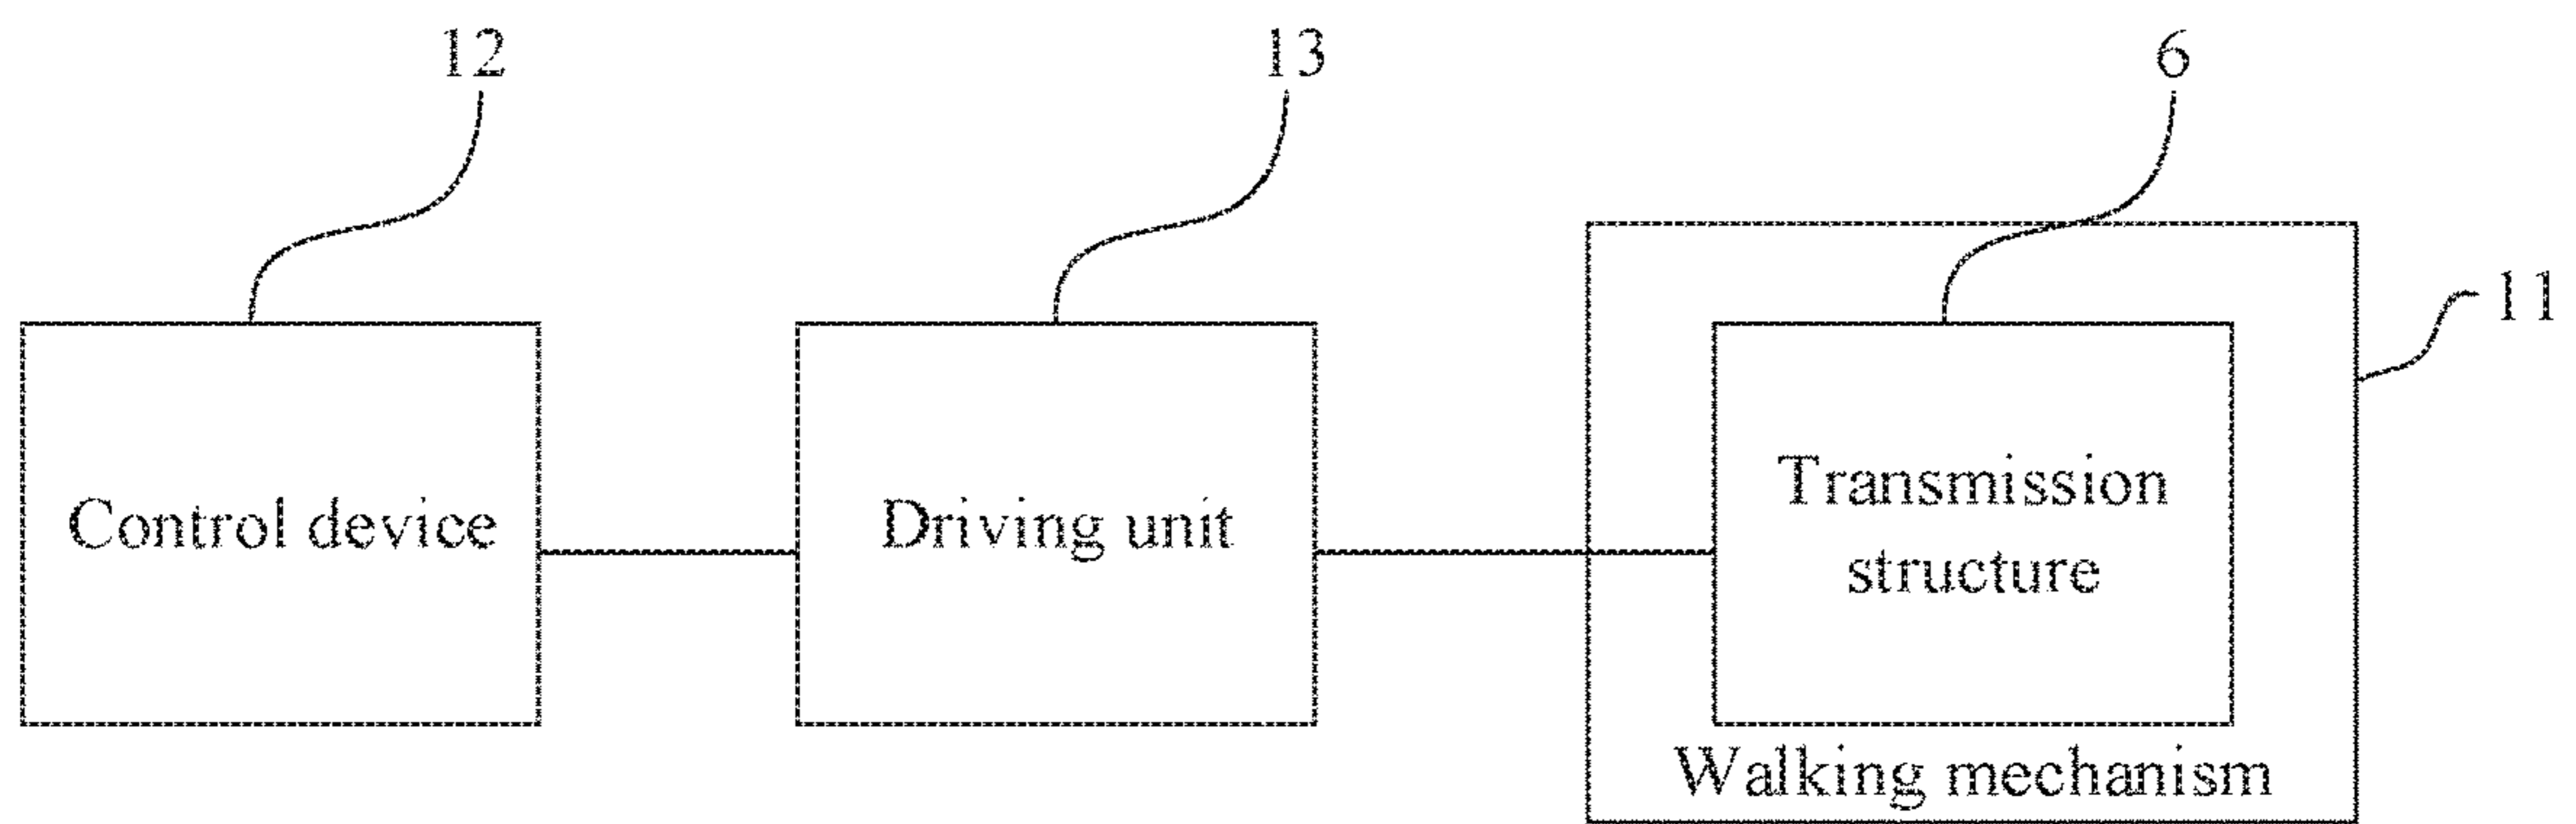 12
13
6
11
Control device
Driving unit
Transmission
structure
Walking mechanism